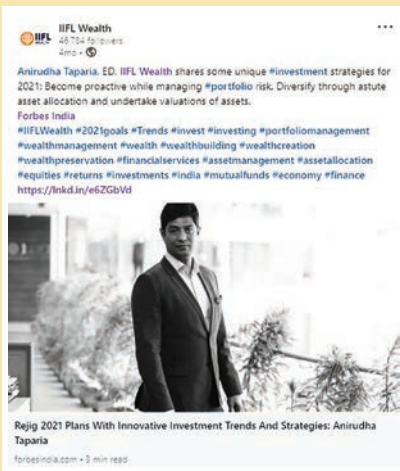 IIFL Wealth
46,784 followers
4mo •
Anirudha Taparia, ED, IIFL Wealth shares some unique #investment strategies for
2021: Become proactive while managing #portfolio risk. Diversify through astute
asset allocation and undertake valuations of assets.
Forbes India
#IIFLWealth #2021goals #Trends #invest #investing #portfoliomanagement
#wealthmanagement #wealth #wealthbuilding #wealthcreation
#wealthpreservation #financialservices #assetmanagement #assetallocation
#equities #returns #investments #india #mutualfunds #economy #finance
https://lnkd.in/e6ZGbVd
Rejig 2021 Plans With Innovative Investment Trends And Strategies: Anirudha
Taparia
forbesindia.com • 3 min read